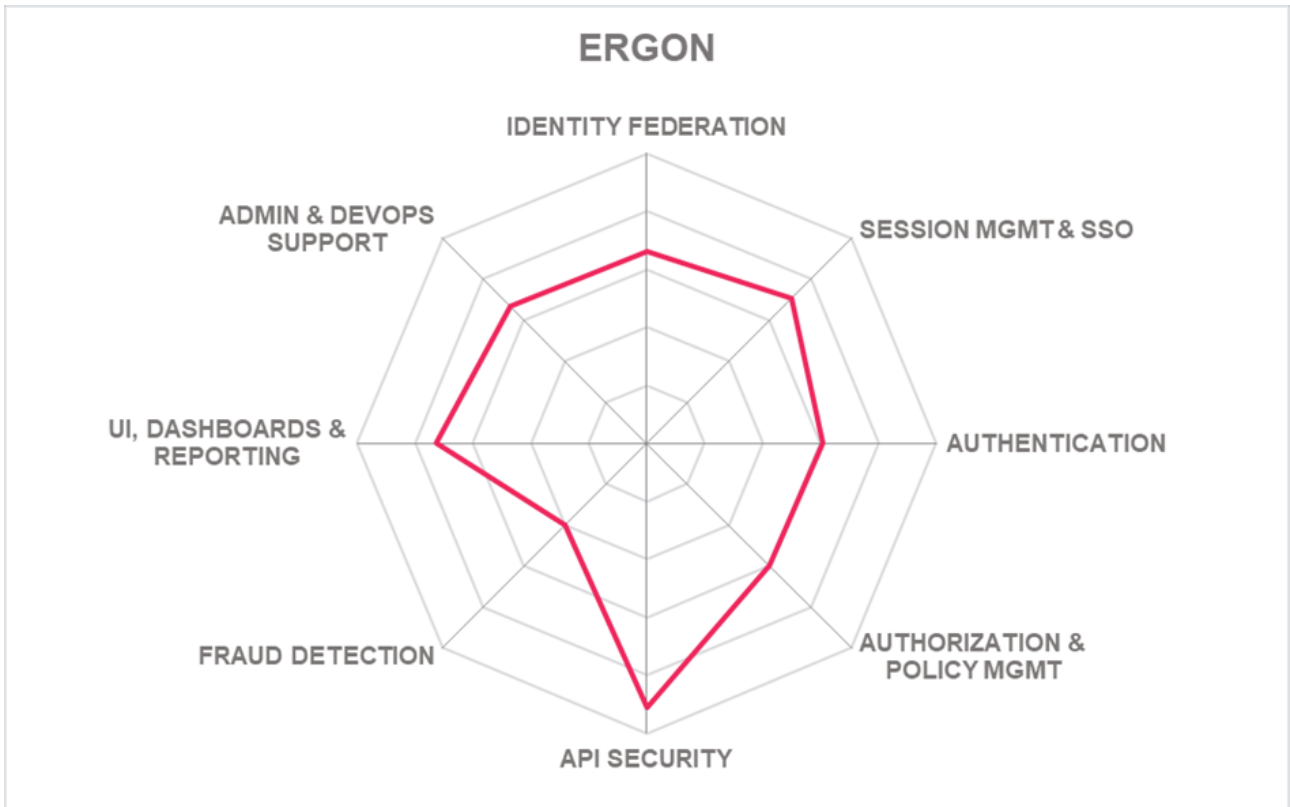 ERGON
IDENTITY FEDERATION
ADMIN & DEVOPS
SUPPORT
SESSION MGMT & SSO
UI, DASHBOARDS &
REPORTING
AUTHENTICATION
FRAUD DETECTION
AUTHORIZATION &
POLICY MGMT
API SECURITY